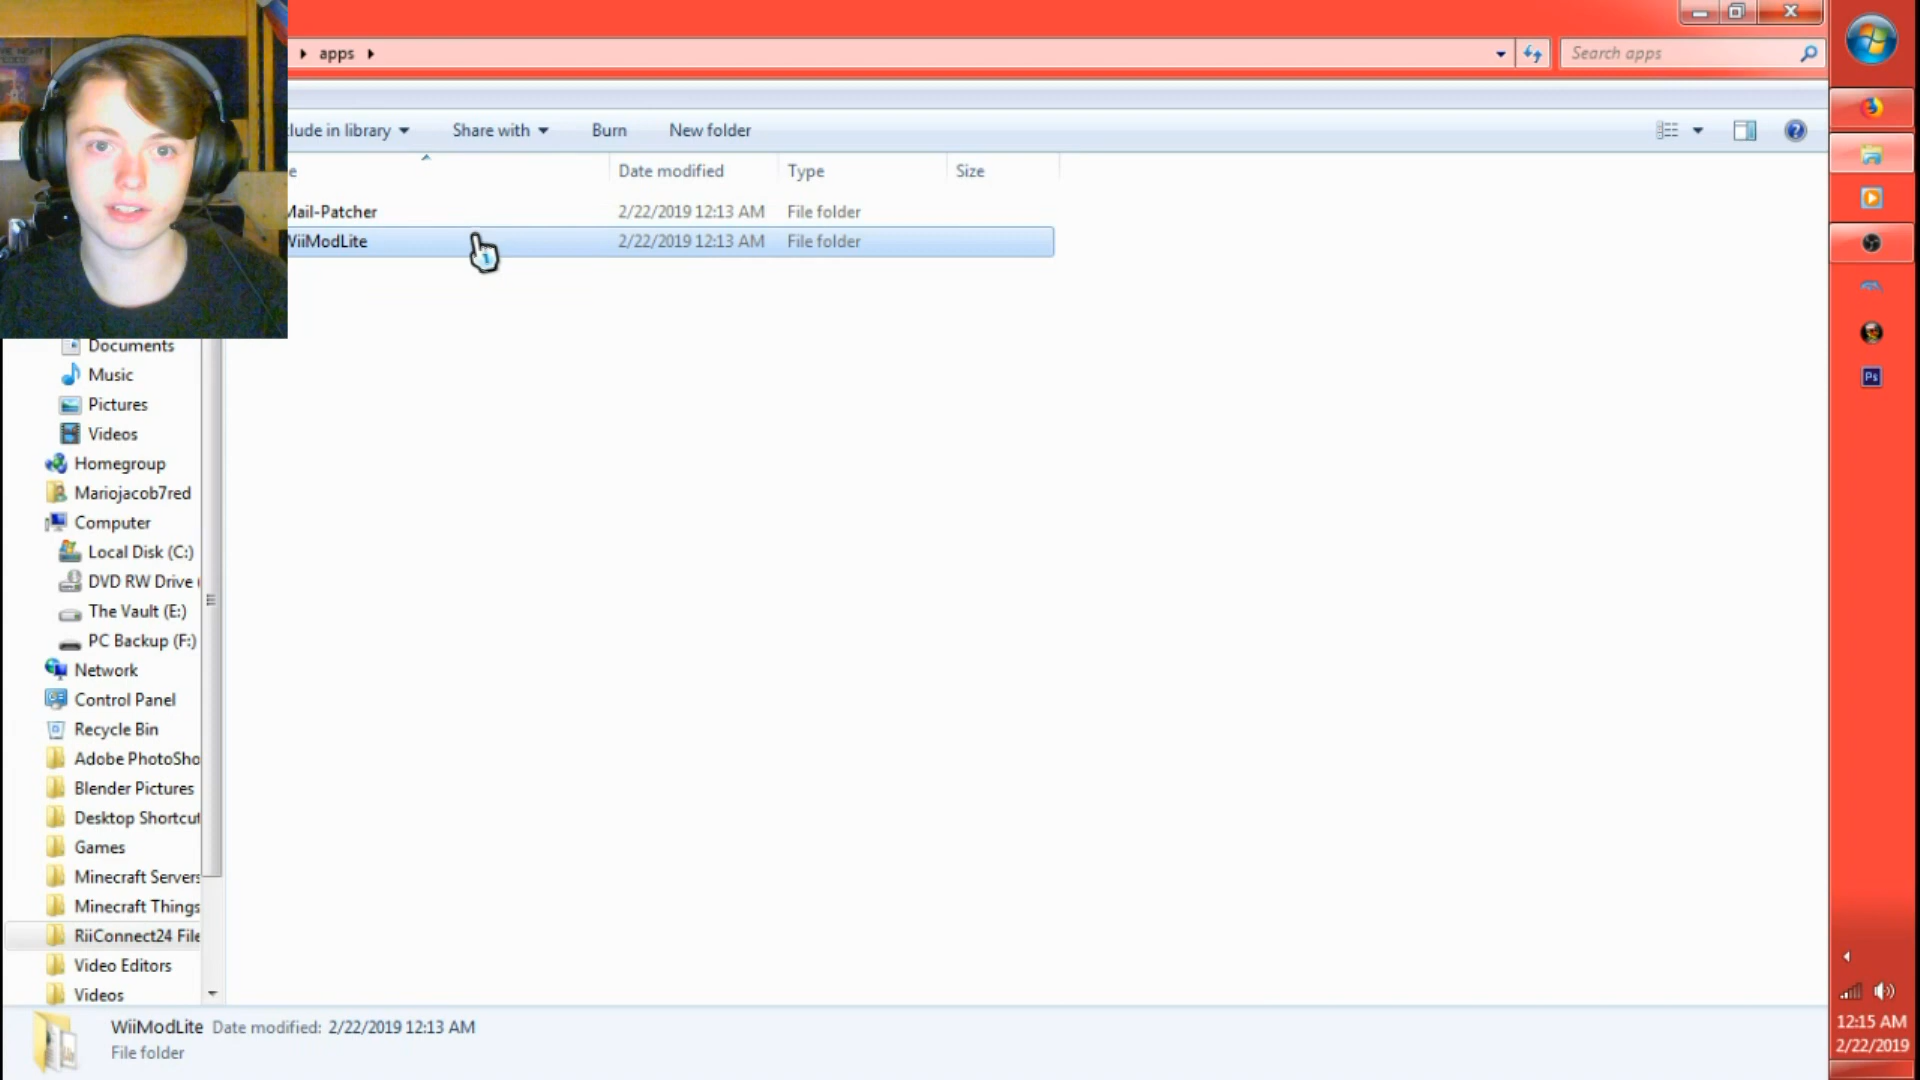 apps
Search apps
lude in library
Share with
Burn
New folder
e
Date modified
Type
Size
Mail-Patcher
2/22/2019 12:13 AM
File folder
WiiModLite
2/22/2019 12:13 AM
File folder
Documents
Music
Pictures
Videos
Homegroup
Mariojacob7red
Computer
Local Disk (C:)
DVD RW Drive (
The Vault (E:)
PC Backup (F:)
Network
Control Panel
Recycle Bin
Adobe PhotoSho
Blender Pictures
Desktop Shortcut
Games
Minecraft Servers
Minecraft Things
RiiConnect24 File
Video Editors
Videos
WiiModLite Date modified: 2/22/2019 12:13 AM
File folder
Ps
12:15 AM
2/22/2019